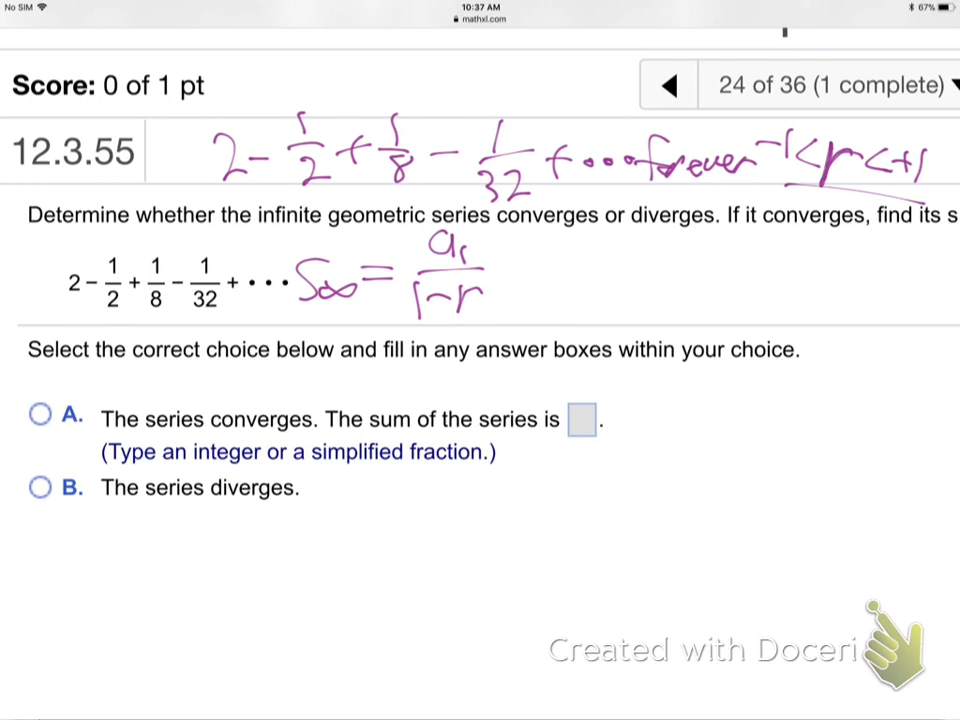 No SIM 10:37 AM 67%
mathxl.com
Score: 0 of 1 pt 24 of 36 (1 complete)
12.3.55 2 - 1/2 + 1/8 - 1/32 + ... forever -1<r<+1
Determine whether the infinite geometric series converges or diverges. If it converges, find its s
2 - 1/2 + 1/8 - 1/32 + ··· S∞ = a₁/1-r
Select the correct choice below and fill in any answer boxes within your choice.
A. The series converges. The sum of the series is .
(Type an integer or a simplified fraction.)
B. The series diverges.
Created with Doceri